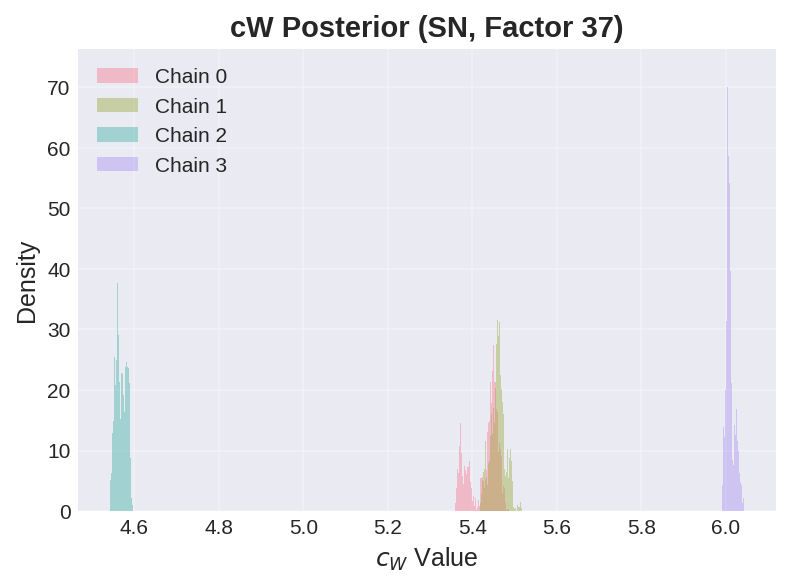 cW Posterior (SN, Factor 37)
Chain 0
Chain 1
Chain 2
Chain 3
Density
70
60
50
40
30
20
10
0
4.6 4.8 5.0 5.2 5.4 5.6 5.8 6.0
cW Value